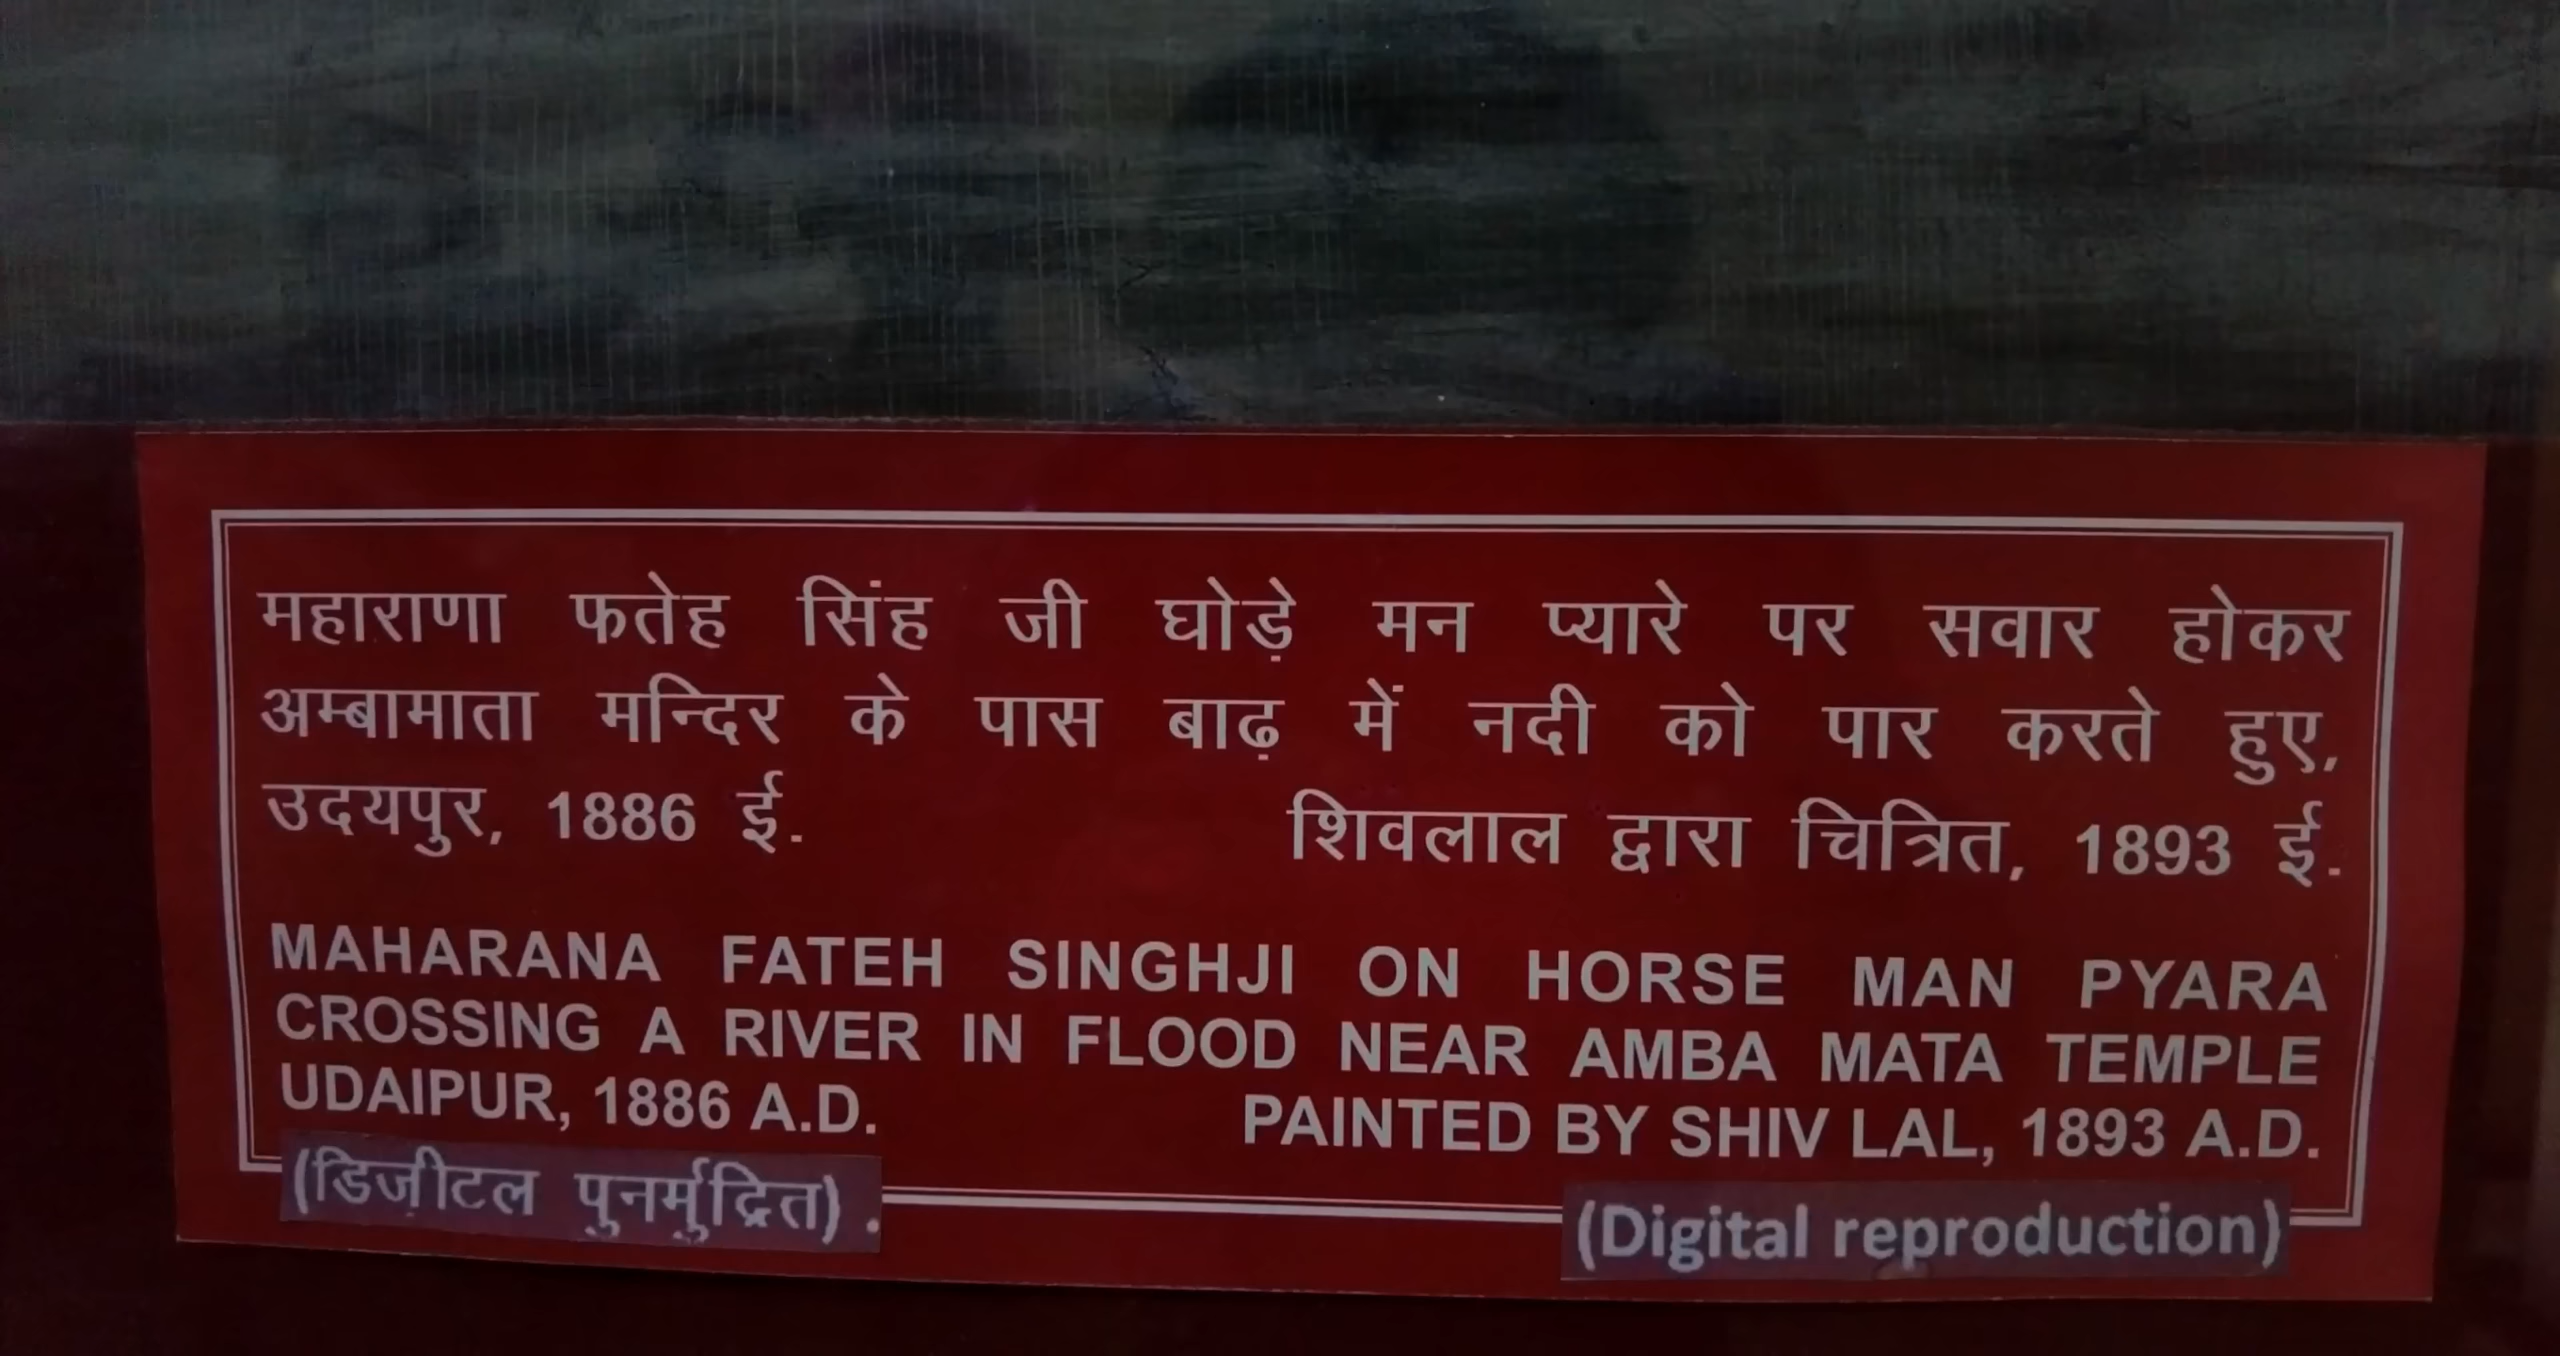 महाराणा फतेह सिंह जी घोड़े मन प्यारे पर सवार होकर
अम्बामाता मन्दिर के पास बाढ़ में नदी को पार करते हुए,
उदयपुर, 1886 ई. शिवलाल द्वारा चित्रित, 1893 ई.
MAHARANA FATEH SINGHJI ON HORSE MAN PYARA
CROSSING A RIVER IN FLOOD NEAR AMBA MATA TEMPLE
UDAIPUR, 1886 A.D. PAINTED BY SHIV LAL, 1893 A.D.
(डिज़ीटल पुनर्मुद्रित) . (Digital reproduction)